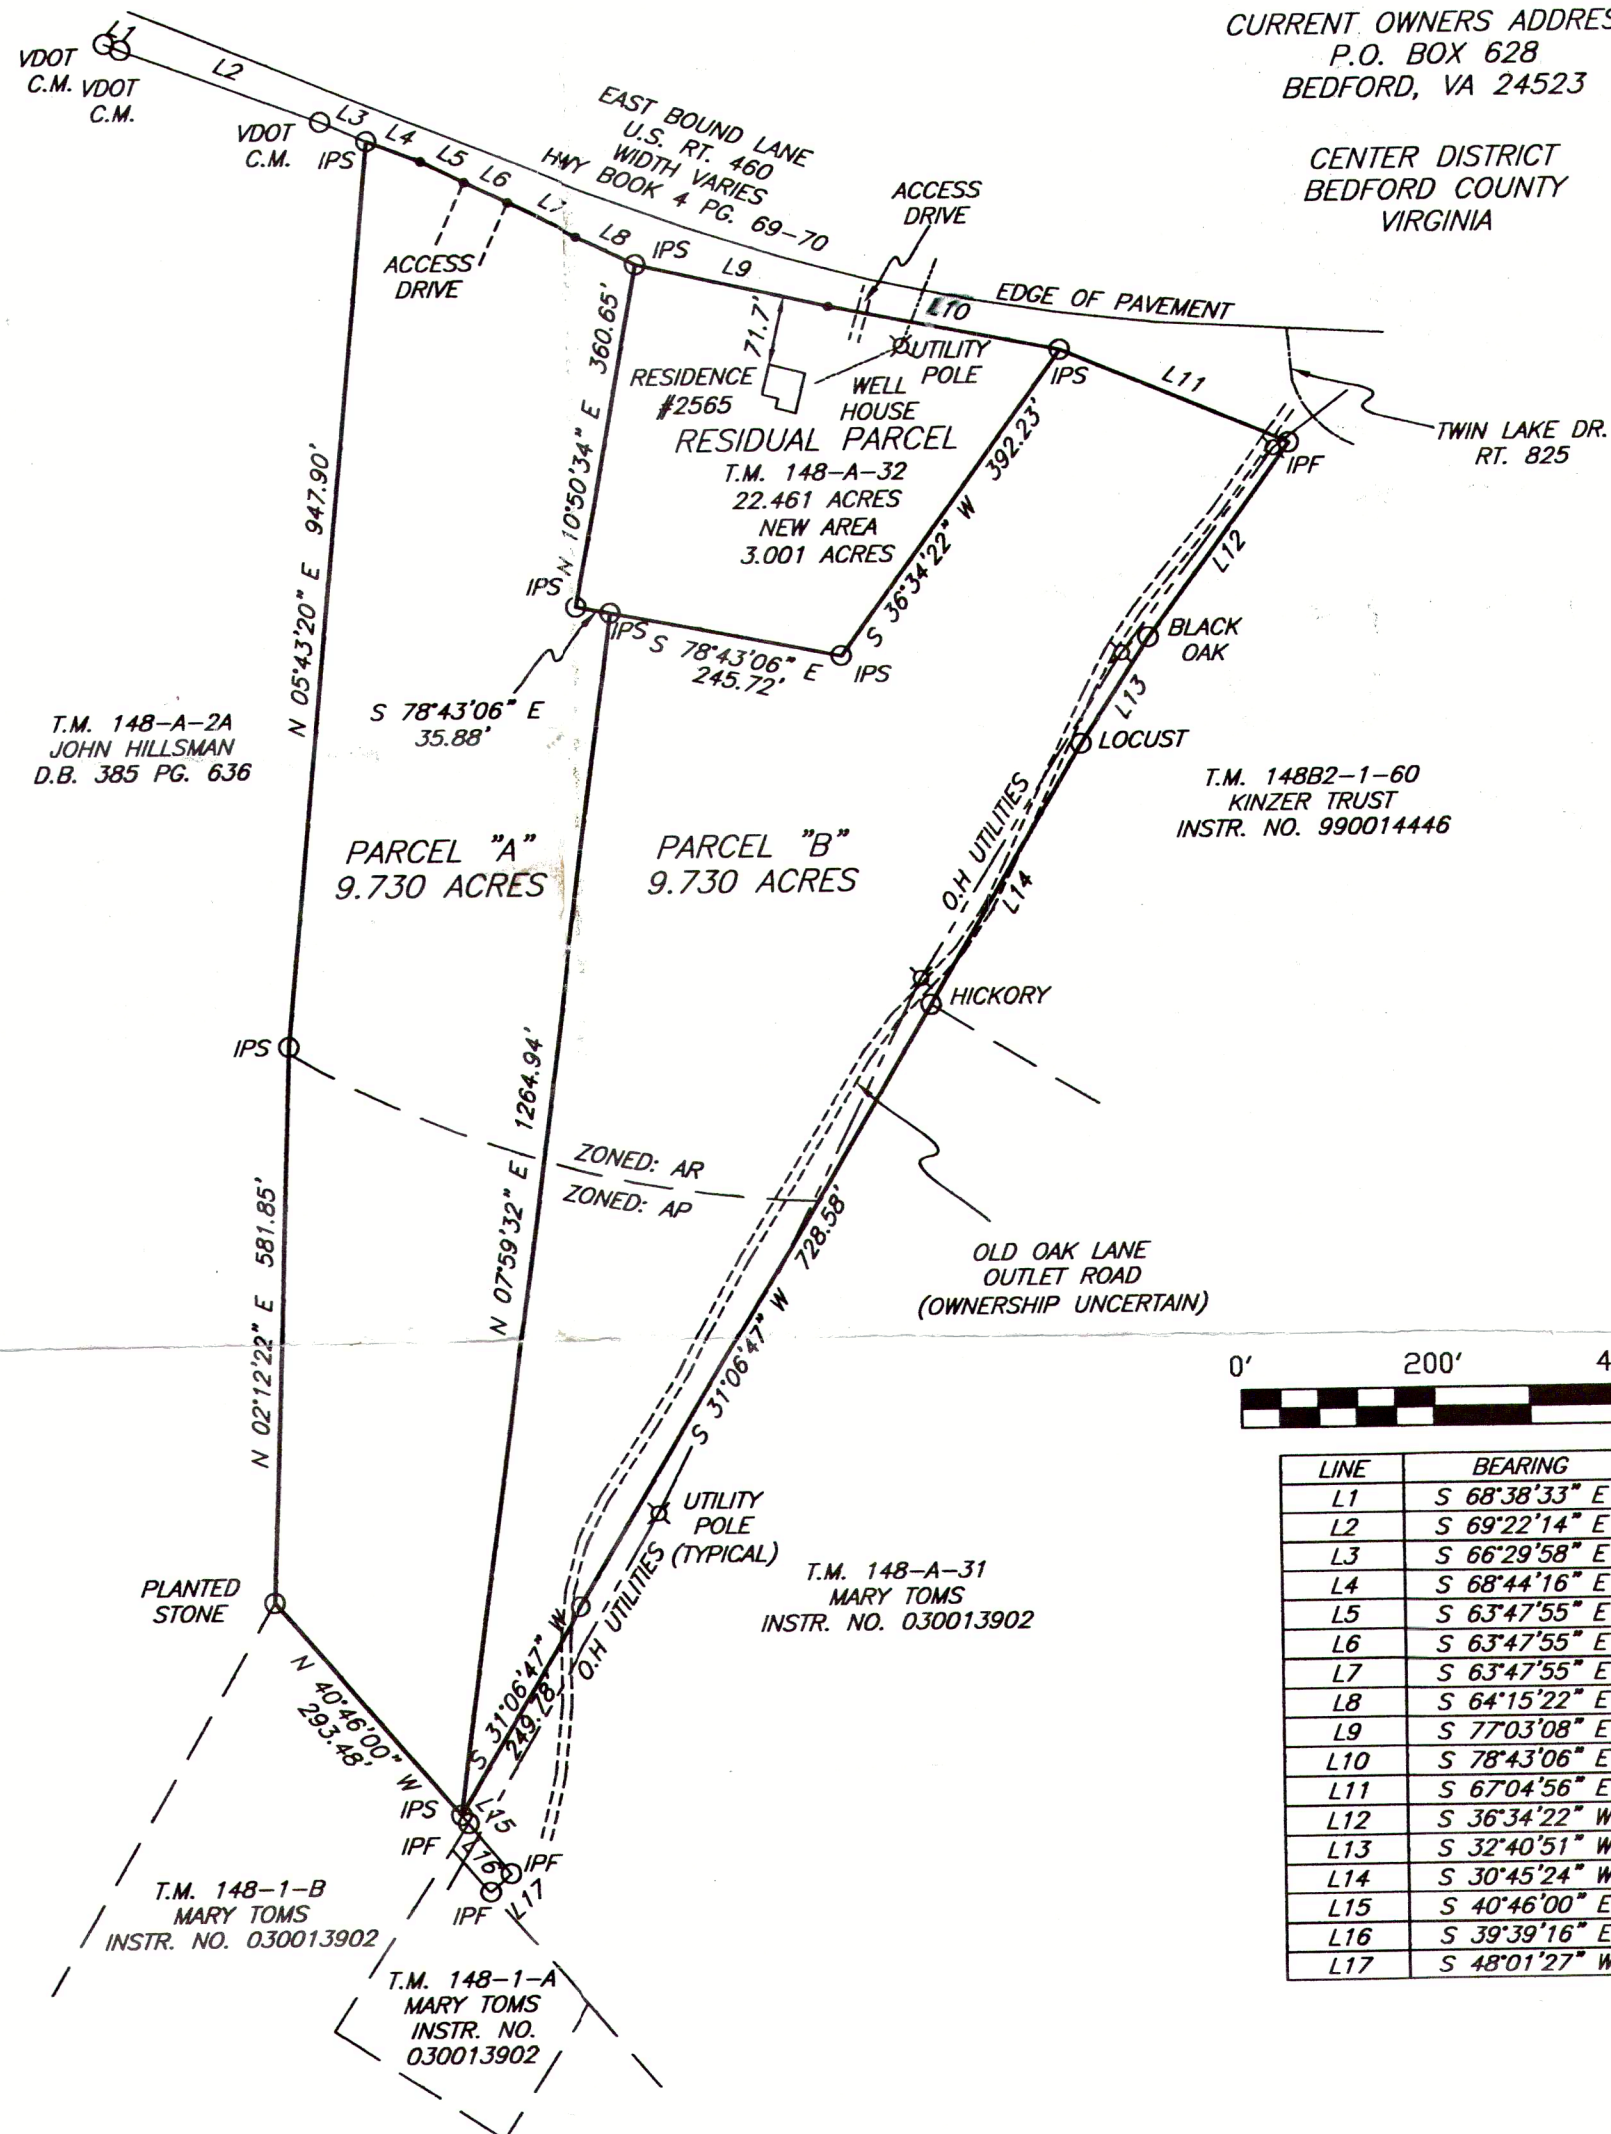 CURRENT OWNERS ADDRES
P.O. BOX 628
BEDFORD, VA 24523
CENTER DISTRICT
BEDFORD COUNTY
VIRGINIA
VDOT
C.M.
VDOT
C.M.
L1
L2
VDOT
C.M.
L3
IPS
L4
L5
L6
L7
L8
IPS
EAST BOUND LANE
U.S. RT. 460
WIDTH VARIES
HWY BOOK 4 PG. 69-70
ACCESS
DRIVE
ACCESS
DRIVE
L9
L10
EDGE OF PAVEMENT
71.7'
UTILITY
POLE
IPS
L11
RESIDENCE
#2565
WELL
HOUSE
TWIN LAKE DR.
RT. 825
IPF
RESIDUAL PARCEL
T.M. 148-A-32
22.461 ACRES
NEW AREA
3.001 ACRES
N 10°50'34" E 360.65'
S 36°34'22" W 392.23'
N 05°43'20" E 947.90'
L12
IPS
IPS
S 78°43'06" E
245.72'
IPS
BLACK
OAK
L13
LOCUST
S 78°43'06" E
35.88'
T.M. 148-A-2A
JOHN HILLSMAN
D.B. 385 PG. 636
T.M. 148B2-1-60
KINZER TRUST
INSTR. NO. 990014446
O.H UTILITIES
L14
PARCEL "A"
9.730 ACRES
PARCEL "B"
9.730 ACRES
HICKORY
IPS
N 07°59'32" E 1264.94'
ZONED: AR
ZONED: AP
N 02°12'22" E 581.85'
S 31°06'47" W 728.58'
OLD OAK LANE
OUTLET ROAD
(OWNERSHIP UNCERTAIN)
0' 200' 4
UTILITY
POLE
(TYPICAL)
O.H UTILITIES
T.M. 148-A-31
MARY TOMS
INSTR. NO. 030013902
PLANTED
STONE
N 40°46'00" W
293.48'
S 31°06'47" W
249.78'
IPS
L15
IPF
L16
IPF
L17
IPF
T.M. 148-1-B
MARY TOMS
INSTR. NO. 030013902
T.M. 148-1-A
MARY TOMS
INSTR. NO.
030013902
LINE BEARING
L1 S 68°38'33" E
L2 S 69°22'14" E
L3 S 66°29'58" E
L4 S 68°44'16" E
L5 S 63°47'55" E
L6 S 63°47'55" E
L7 S 63°47'55" E
L8 S 64°15'22" E
L9 S 77°03'08" E
L10 S 78°43'06" E
L11 S 67°04'56" E
L12 S 36°34'22" W
L13 S 32°40'51" W
L14 S 30°45'24" W
L15 S 40°46'00" E
L16 S 39°39'16" E
L17 S 48°01'27" W